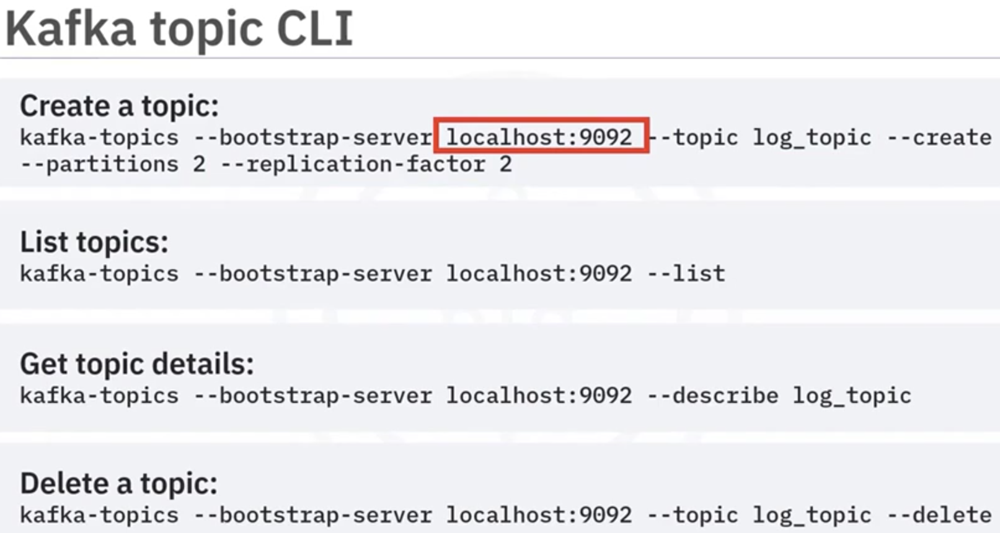 Kafka topic CLI
Create a topic:
kafka-topics --bootstrap-server localhost:9092 --topic log_topic --create
--partitions 2 --replication-factor 2
List topics:
kafka-topics --bootstrap-server localhost:9092 --list
Get topic details:
kafka-topics --bootstrap-server localhost:9092 --describe log_topic
Delete a topic:
kafka-topics --bootstrap-server localhost:9092 --topic log_topic --delete